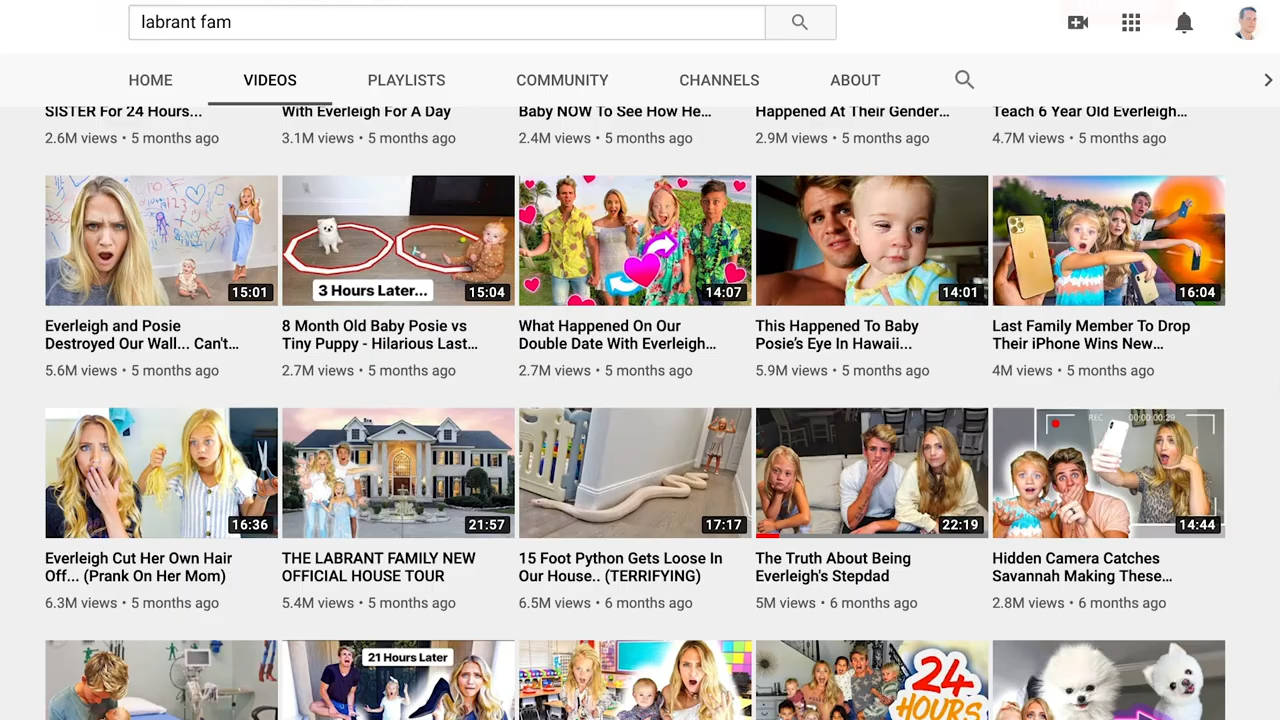 labrant fam
HOME VIDEOS PLAYLISTS COMMUNITY CHANNELS ABOUT
SISTER For 24 Hours... With Everleigh For A Day Baby NOW To See How He... Happened At Their Gender... Teach 6 Year Old Everleigh...
2.6M views • 5 months ago 3.1M views • 5 months ago 2.4M views • 5 months ago 2.9M views • 5 months ago 4.7M views • 5 months ago
3 Hours Later...
15:01 15:04 14:07 14:01 16:04
Everleigh and Posie 8 Month Old Baby Posie vs What Happened On Our This Happened To Baby Last Family Member To Drop
Destroyed Our Wall... Can't... Tiny Puppy - Hilarious Last... Double Date With Everleigh... Posie's Eye In Hawaii... Their iPhone Wins New...
5.6M views • 5 months ago 2.7M views • 5 months ago 2.7M views • 5 months ago 5.9M views • 5 months ago 4M views • 5 months ago
REC 00:00:00:29
16:36 21:57 17:17 22:19 14:44
Everleigh Cut Her Own Hair THE LABRANT FAMILY NEW 15 Foot Python Gets Loose In The Truth About Being Hidden Camera Catches
Off... (Prank On Her Mom) OFFICIAL HOUSE TOUR Our House.. (TERRIFYING) Everleigh's Stepdad Savannah Making These...
6.3M views • 5 months ago 5.4M views • 5 months ago 6.5M views • 6 months ago 5M views • 6 months ago 2.8M views • 6 months ago
21 Hours Later
24
HOURS